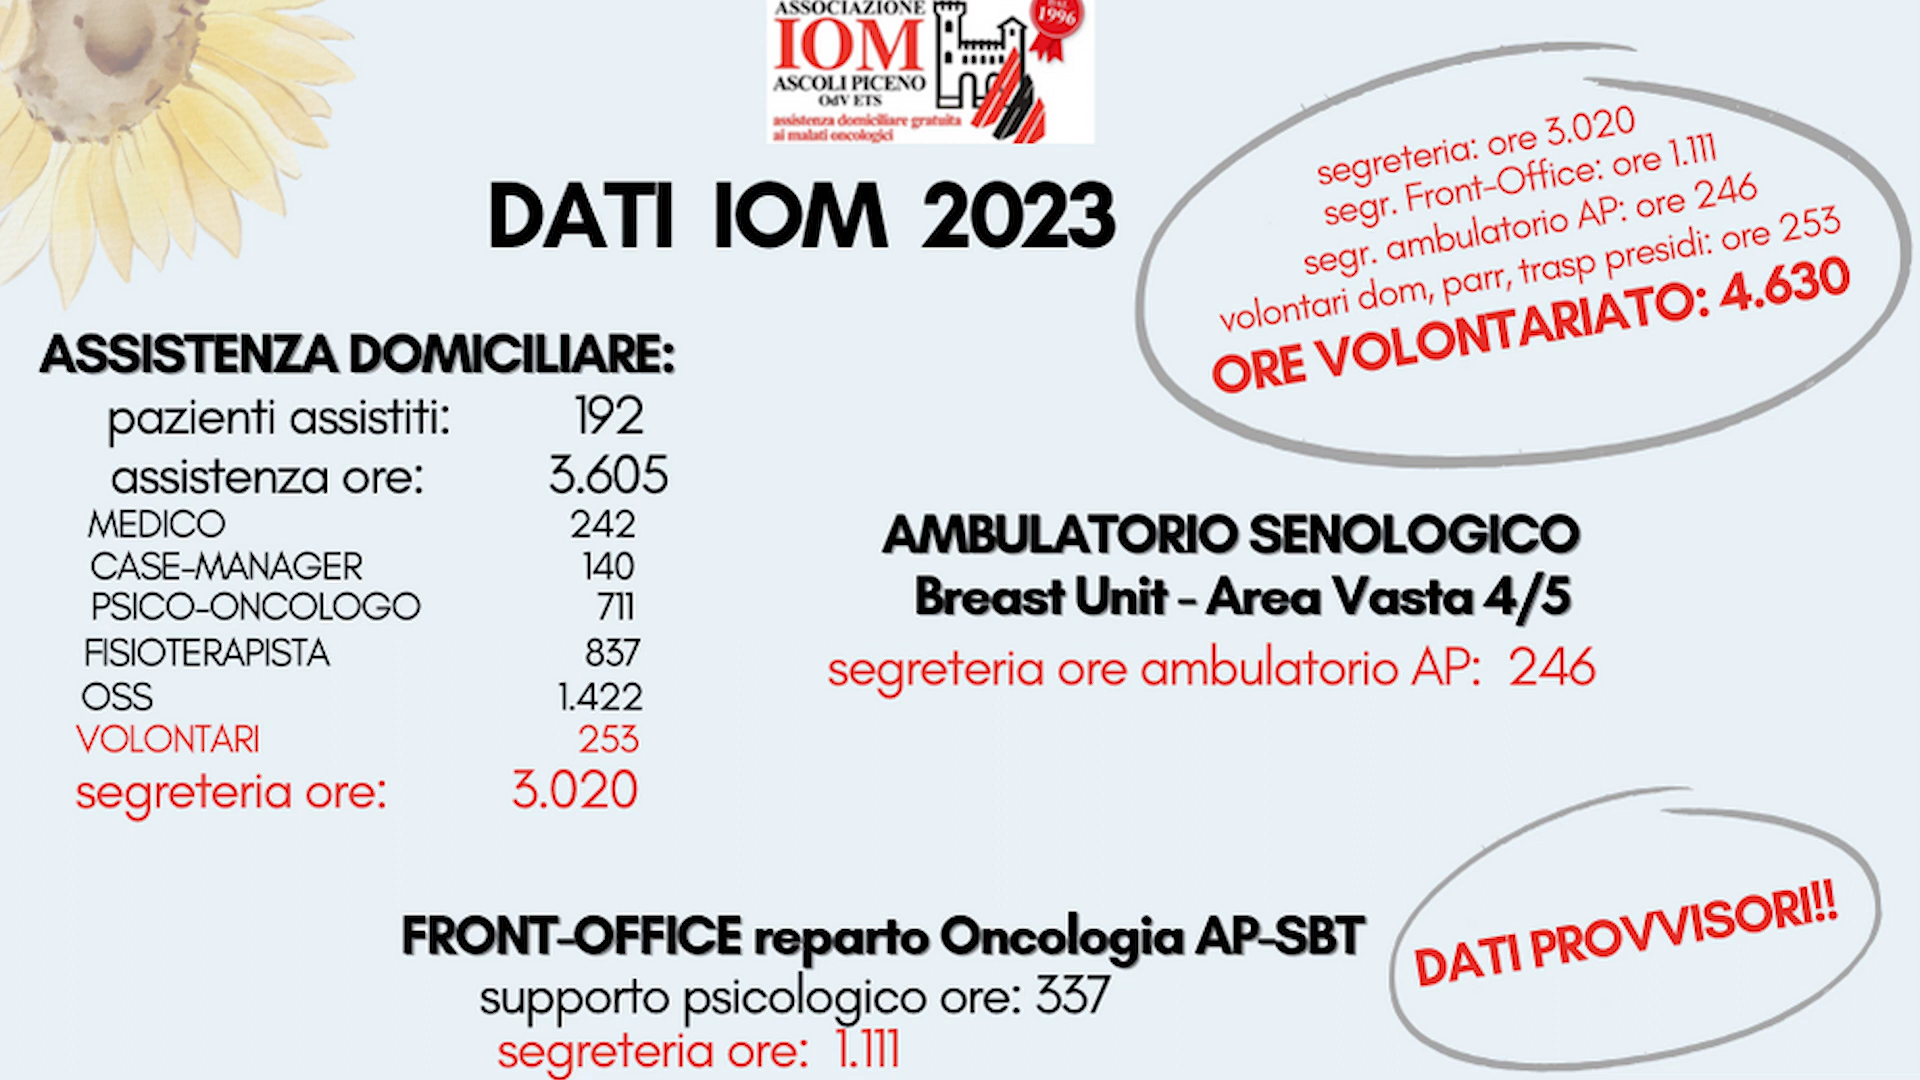 ASSOCIAZIONE
IOM
ASCOLI PICENO
OdV ETS
assistenza domiciliare gratuita
ai malati oncologici
DAL
1996
DATI IOM 2023
segreteria: ore 3.020
segr. Front-Office: ore 1.111
segr. ambulatorio AP: ore 246
volontari dom, parr, trasp presidi: ore 253
ORE VOLONTARIATO: 4.630
ASSISTENZA DOMICILIARE:
pazienti assistiti: 192
assistenza ore: 3.605
MEDICO 242
CASE-MANAGER 140
PSICO-ONCOLOGO 711
FISIOTERAPISTA 837
OSS 1.422
VOLONTARI 253
segreteria ore: 3.020
AMBULATORIO SENOLOGICO
Breast Unit - Area Vasta 4/5
segreteria ore ambulatorio AP: 246
FRONT-OFFICE reparto Oncologia AP-SBT
supporto psicologico ore: 337
segreteria ore: 1.111
DATI PROVVISORI!!